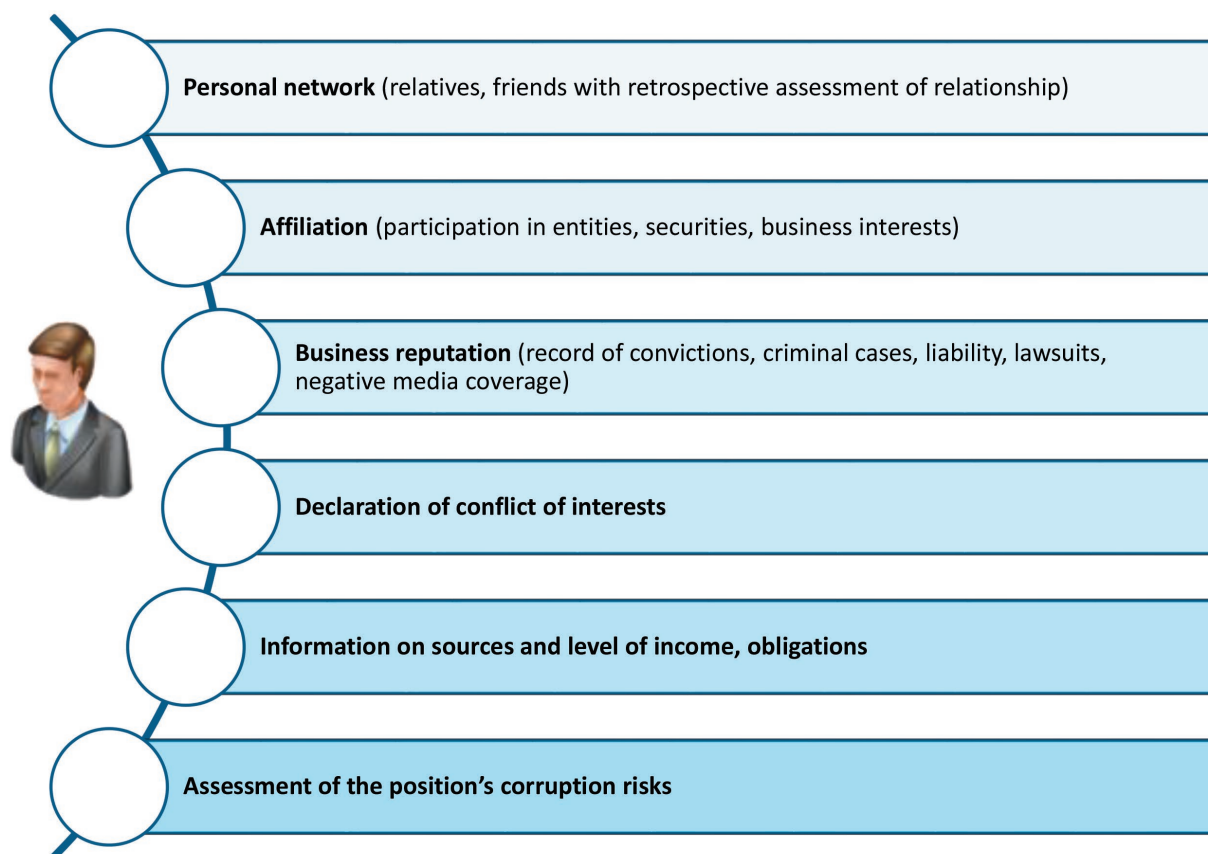 Personal network (relatives, friends with retrospective assessment of relationship)
Affiliation (participation in entities, securities, business interests)
Business reputation (record of convictions, criminal cases, liability, lawsuits,
negative media coverage)
Declaration of conflict of interests
Information on sources and level of income, obligations
Assessment of the position’s corruption risks